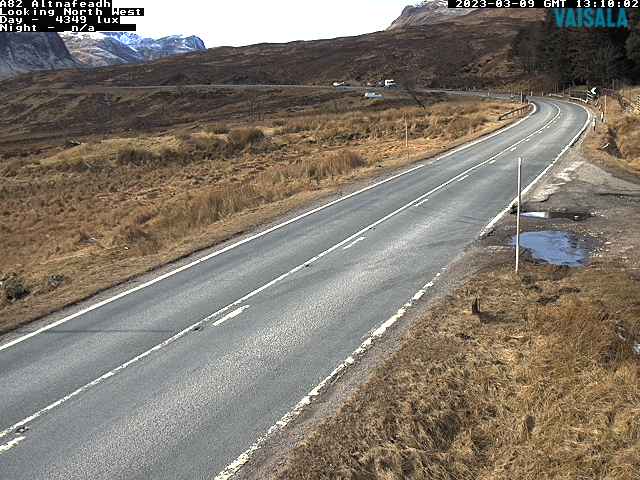 A82 Altnafeadh
2023-03-09 GMT 13:10:02
Looking North West
VAISALA
Day - 4349 lux
Night - n/a